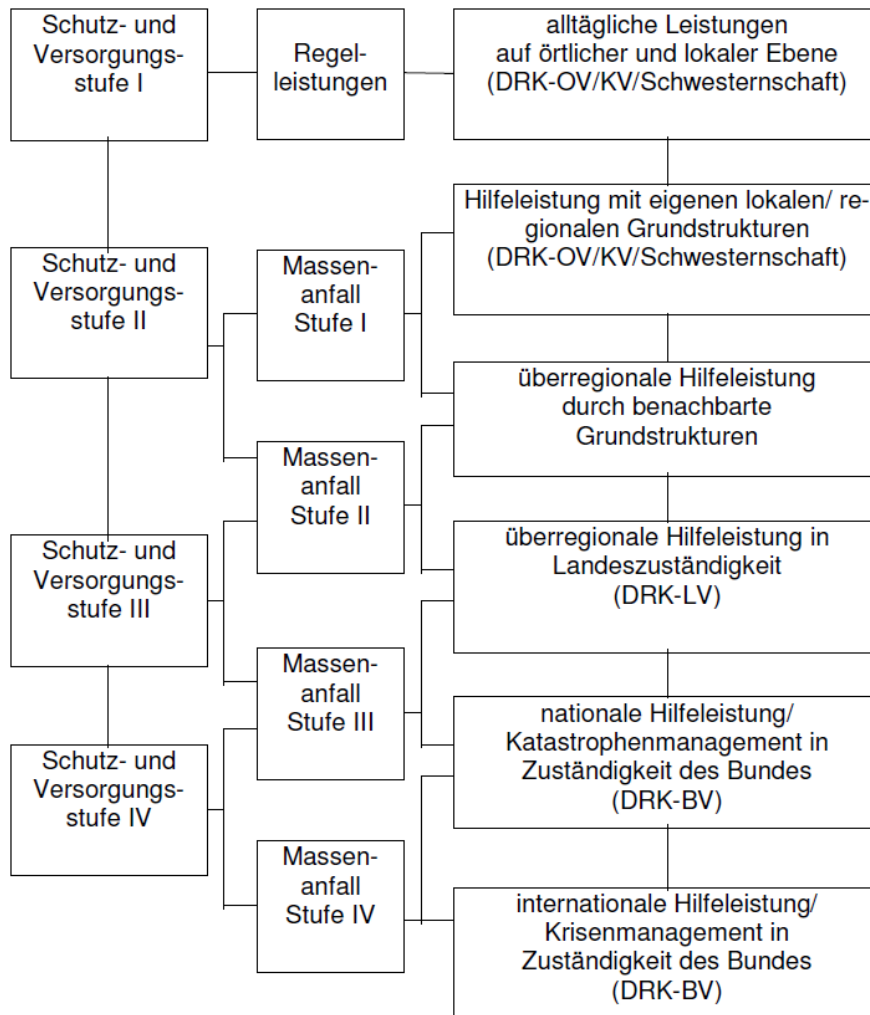 Schutz- und
Versorgungs-
stufe I
Regel-
leistungen
alltägliche Leistungen
auf örtlicher und lokaler Ebene
(DRK-OV/KV/Schwesternschaft)
Hilfeleistung mit eigenen lokalen/ re-
gionalen Grundstrukturen
(DRK-OV/KV/Schwesternschaft)
Schutz- und
Versorgungs-
stufe II
Massen-
anfall
Stufe I
überregionale Hilfeleistung
durch benachbarte
Grundstrukturen
Massen-
anfall
Stufe II
Schutz- und
Versorgungs-
stufe III
überregionale Hilfeleistung in
Landeszuständigkeit
(DRK-LV)
Massen-
anfall
Stufe III
nationale Hilfeleistung/
Katastrophenmanagement in
Zuständigkeit des Bundes
(DRK-BV)
Schutz- und
Versorgungs-
stufe IV
Massen-
anfall
Stufe IV
internationale Hilfeleistung/
Krisenmanagement in
Zuständigkeit des Bundes
(DRK-BV)